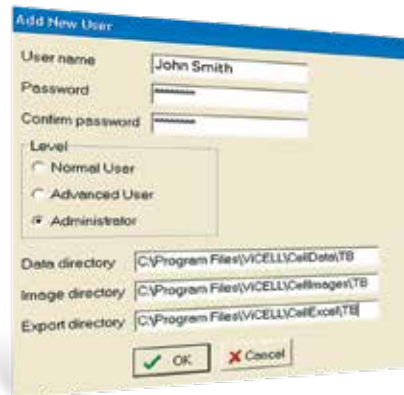 Add New User
User name John Smith
Password ********
Confirm password ********
Level
Normal User
Advanced User
Administrator
Data directory C:\Program Files\ViCELL\CellData\TB
Image directory C:\Program Files\ViCELL\CellImages\TB
Export directory C:\Program Files\ViCELL\CellExcel\TB
OK Cancel